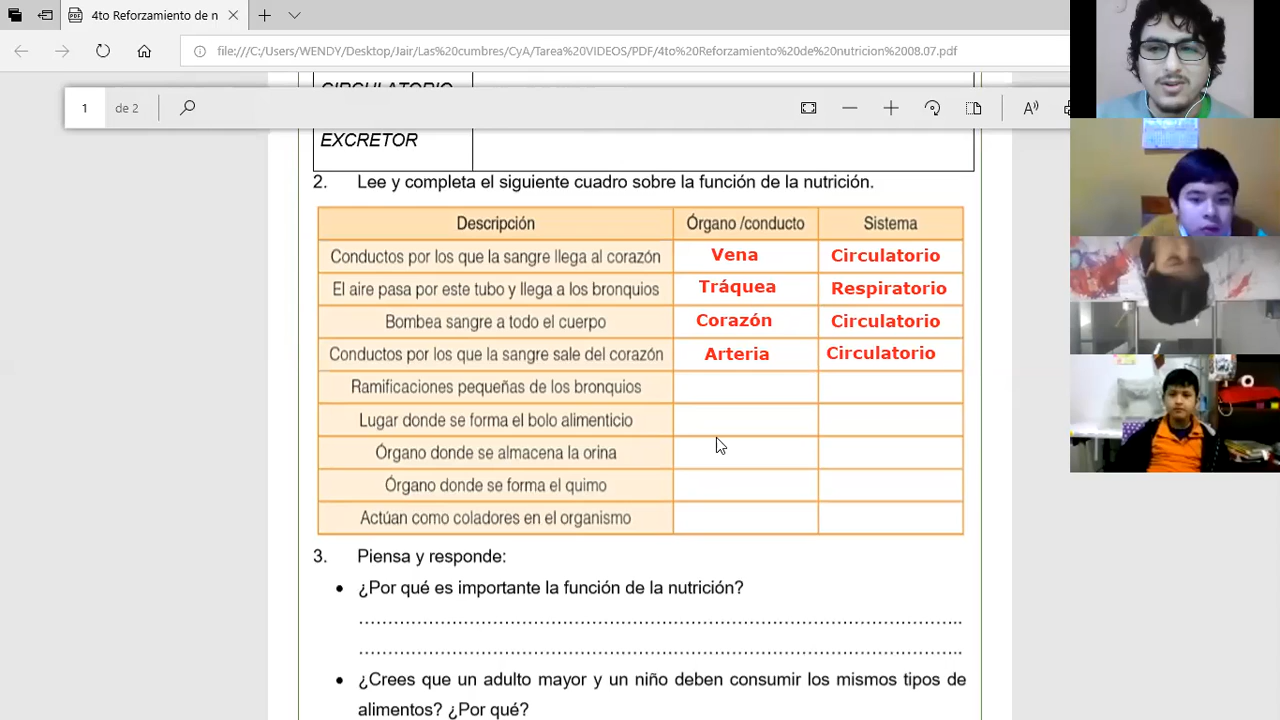 4to Reforzamiento de n
file:///C:/Users/WENDY/Desktop/Jair/Las%20cumbres/CyA/Tarea%20VIDEOS/PDF/4to%20Reforzamiento%20de%20nutricion%2008.07.pdf
1 de 2
CIRCULATORIO
EXCRETOR
2. Lee y completa el siguiente cuadro sobre la función de la nutrición.
Descripción Órgano /conducto Sistema
Conductos por los que la sangre llega al corazón Vena Circulatorio
El aire pasa por este tubo y llega a los bronquios Tráquea Respiratorio
Bombea sangre a todo el cuerpo Corazón Circulatorio
Conductos por los que la sangre sale del corazón Arteria Circulatorio
Ramificaciones pequeñas de los bronquios
Lugar donde se forma el bolo alimenticio
Órgano donde se almacena la orina
Órgano donde se forma el quimo
Actúan como coladores en el organismo
3. Piensa y responde:
• ¿Por qué es importante la función de la nutrición?
• ¿Crees que un adulto mayor y un niño deben consumir los mismos tipos de
alimentos? ¿Por qué?